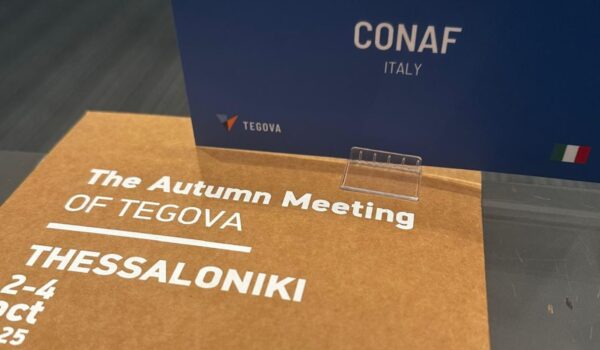 CONAF
ITALY
TEGOVA
The Autumn Meeting
OF TEGOVA
THESSALONIKI
2-4
oct
25